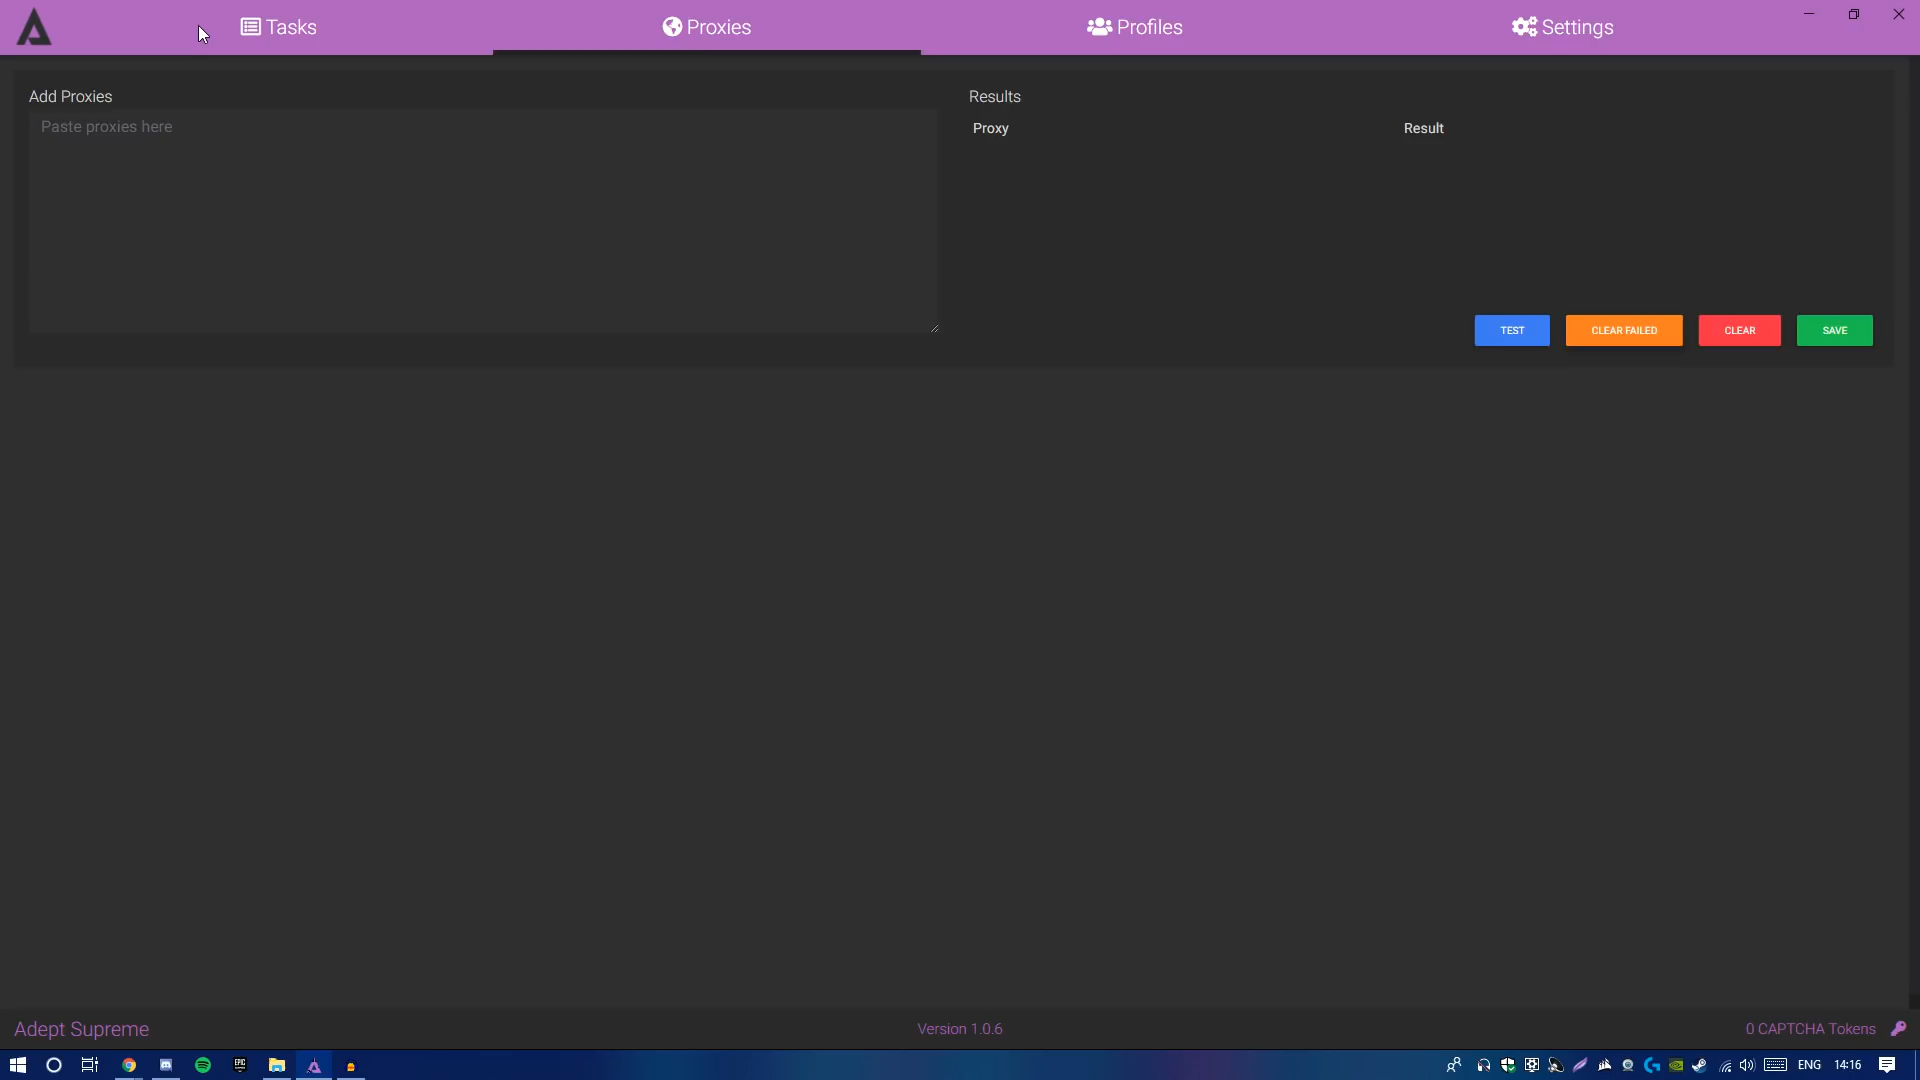 Tasks
Proxies
Profiles
Settings
Add Proxies
Paste proxies here
Results
Proxy
Result
TEST
CLEAR FAILED
CLEAR
SAVE
Adept Supreme
Version 1.0.6
0 CAPTCHA Tokens
EPIC
ENG
14:16